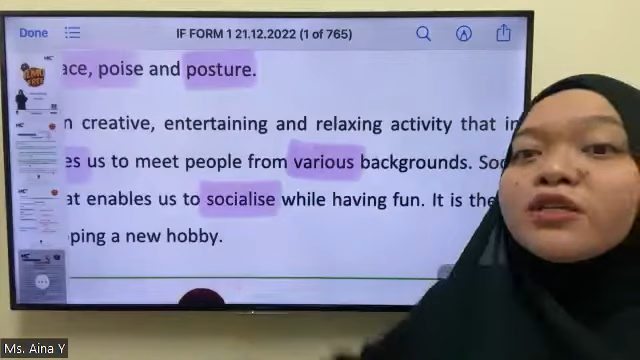 Done
IF FORM 1 21.12.2022 (1 of 765)
ace, poise and posture.
n creative, entertaining and relaxing activity that in
es us to meet people from various backgrounds. Soc
at enables us to socialise while having fun. It is the
ping a new hobby.
Ms. Aina Y